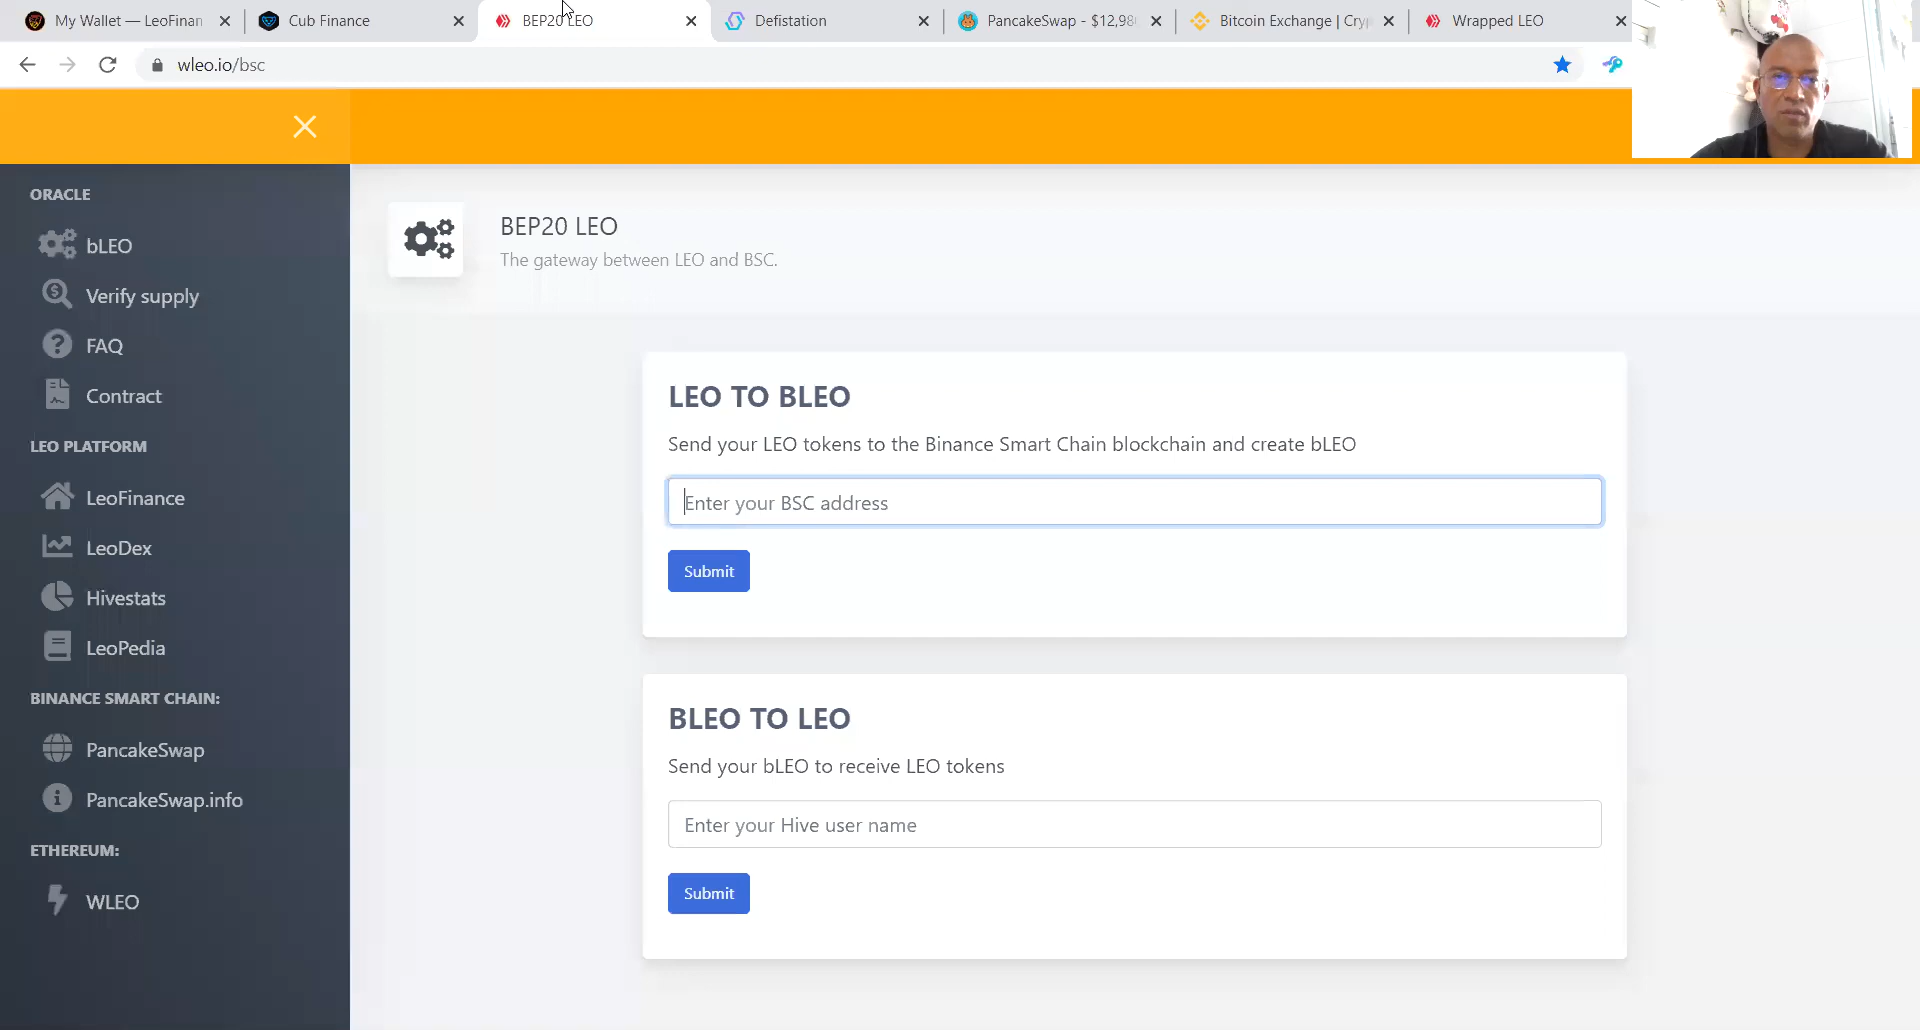 My Wallet — LeoFinan
Cub Finance
BEP20 LEO
Defistation
PancakeSwap - $12,98
Bitcoin Exchange | Cryp
Wrapped LEO
wleo.io/bsc
ORACLE
bLEO
Verify supply
FAQ
Contract
LEO PLATFORM
LeoFinance
LeoDex
Hivestats
LeoPedia
BINANCE SMART CHAIN:
PancakeSwap
PancakeSwap.info
ETHEREUM:
WLEO
BEP20 LEO
The gateway between LEO and BSC.
LEO TO BLEO
Send your LEO tokens to the Binance Smart Chain blockchain and create bLEO
Enter your BSC address
Submit
BLEO TO LEO
Send your bLEO to receive LEO tokens
Enter your Hive user name
Submit